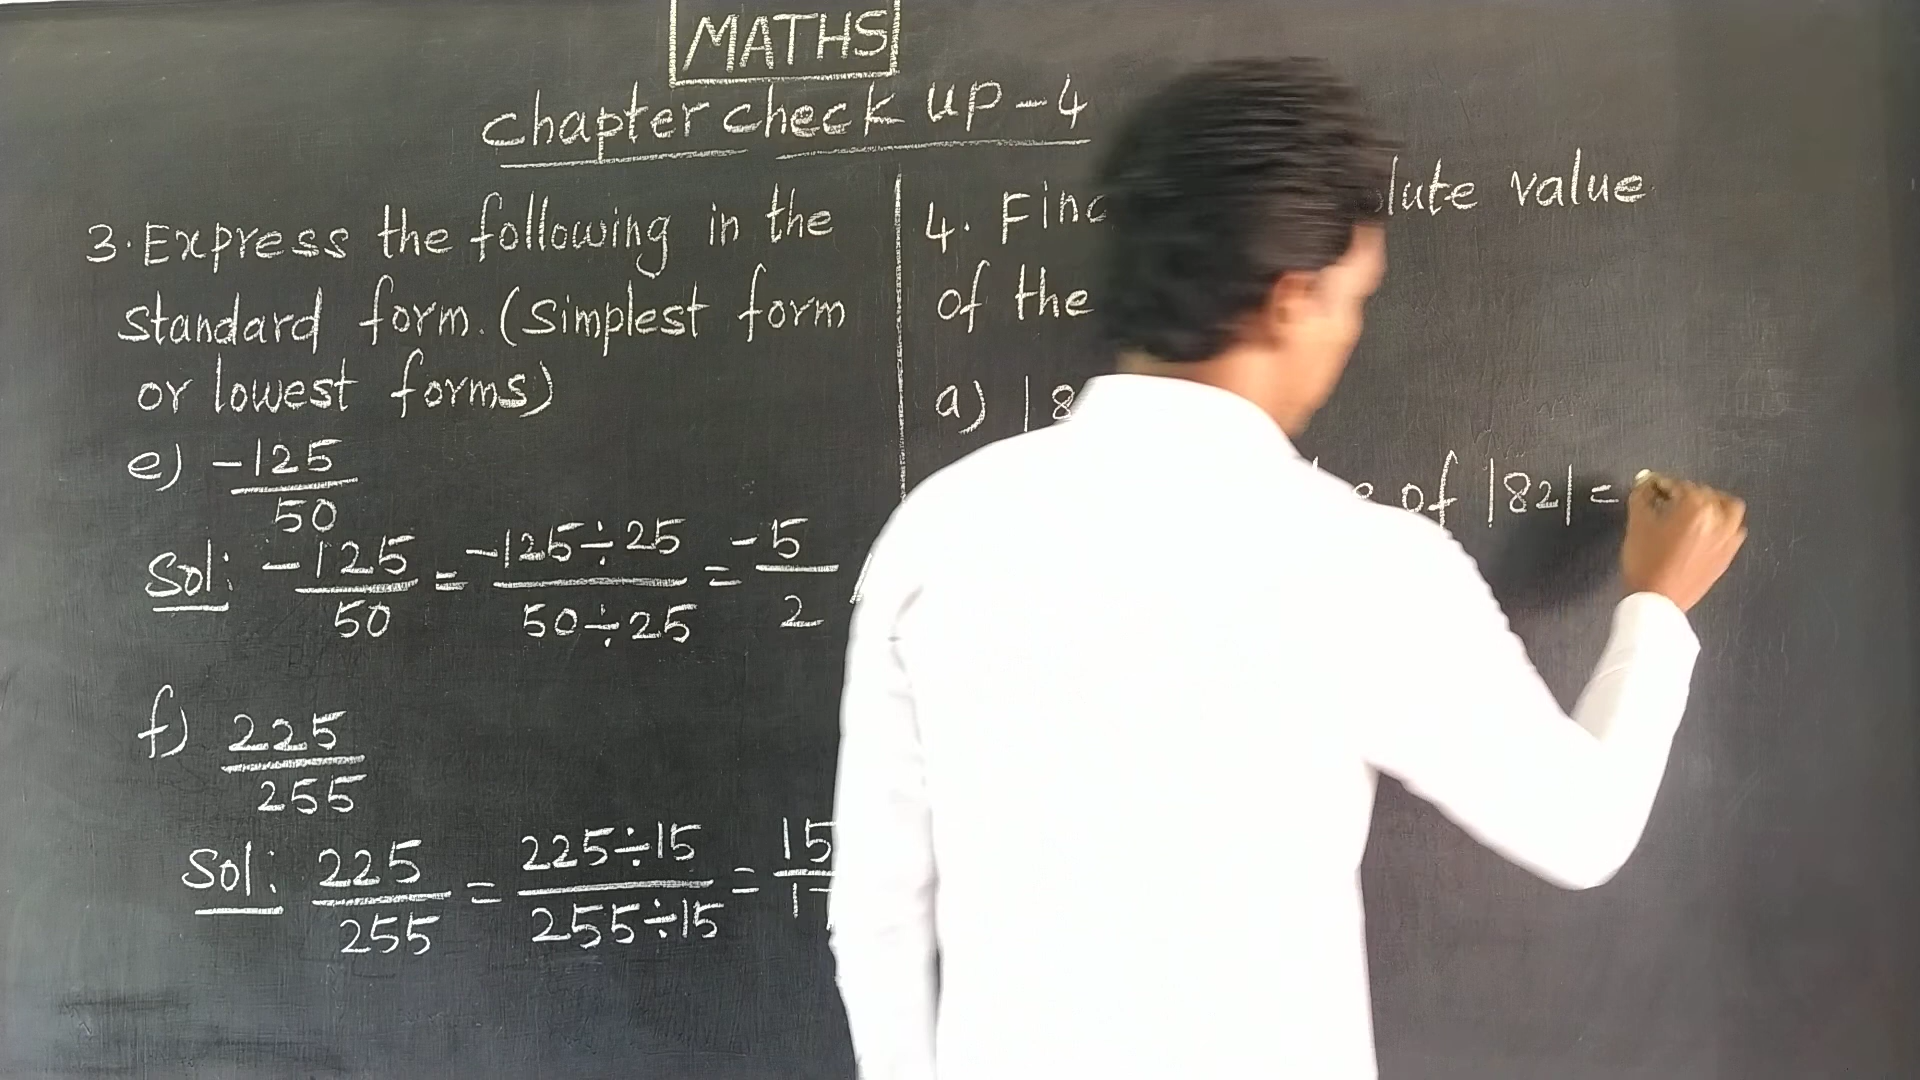 MATHS
chapter check up - 4
3. Express the following in the
standard form. (Simplest form
or lowest forms)
e) -125/50
Sol: -125/50 = -125÷25/50÷25 = -5/2
f) 225/255
Sol: 225/255 = 225÷15/255÷15 = 15
4. value
of the
a) |8
of |82| =